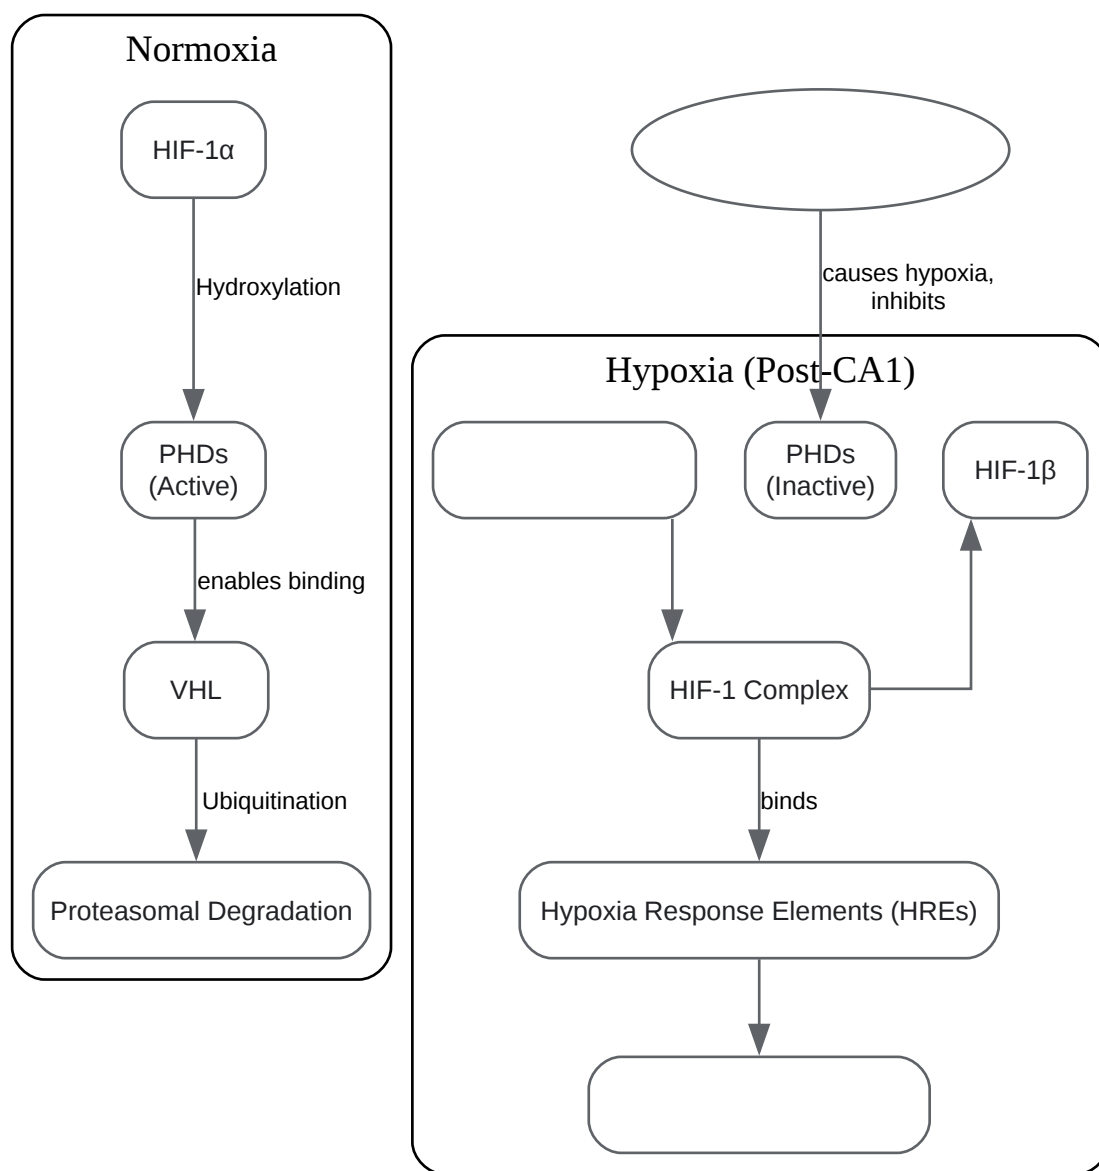 Normoxia
HIF-1α
Hydroxylation
PHDs
(Active)
enables binding
VHL
Ubiquitination
Proteasomal Degradation
causes hypoxia,
inhibits
Hypoxia (Post-CA1)
PHDs
(Inactive)
HIF-1β
HIF-1 Complex
binds
Hypoxia Response Elements (HREs)